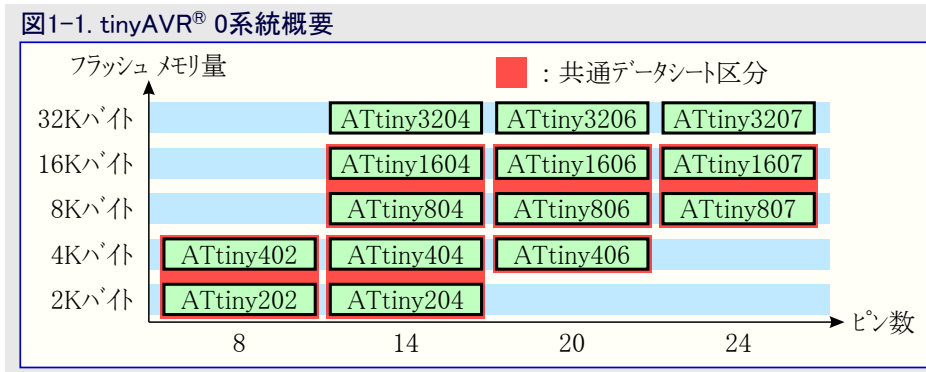 図1-1. tinyAVR® 0系統概要
フラッシュ メモリ量
: 共通データシート区分
32Kバイト ATtiny3204 ATtiny3206 ATtiny3207
16Kバイト ATtiny1604 ATtiny1606 ATtiny1607
8Kバイト ATtiny804 ATtiny806 ATtiny807
4Kバイト ATtiny402 ATtiny404 ATtiny406
2Kバイト ATtiny202 ATtiny204
ピン数
8 14 20 24